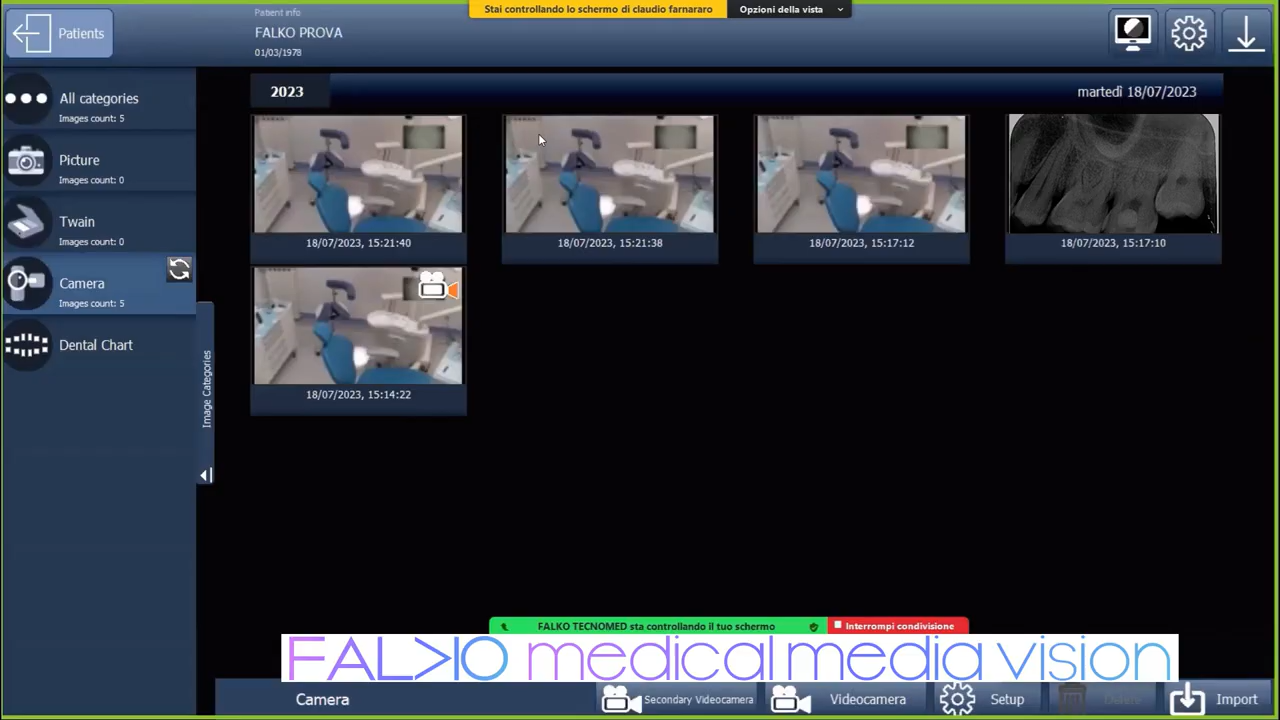 Stai controllando lo schermo di claudio farnararo
Opzioni della vista
Patients
Patient info
FALKO PROVA
01/03/1978
2023
martedì 18/07/2023
All categories
Images count: 5
Picture
Images count: 0
Twain
Images count: 0
Camera
Images count: 5
Dental Chart
Image Categories
18/07/2023, 15:21:40
18/07/2023, 15:21:38
18/07/2023, 15:17:12
18/07/2023, 15:17:10
18/07/2023, 15:14:22
FALKO TECNOMED sta controllando il tuo schermo
Interrompi condivisione
FALKO medical media vision
Camera
Secondary Videocamera
Videocamera
Setup
Delete
Import